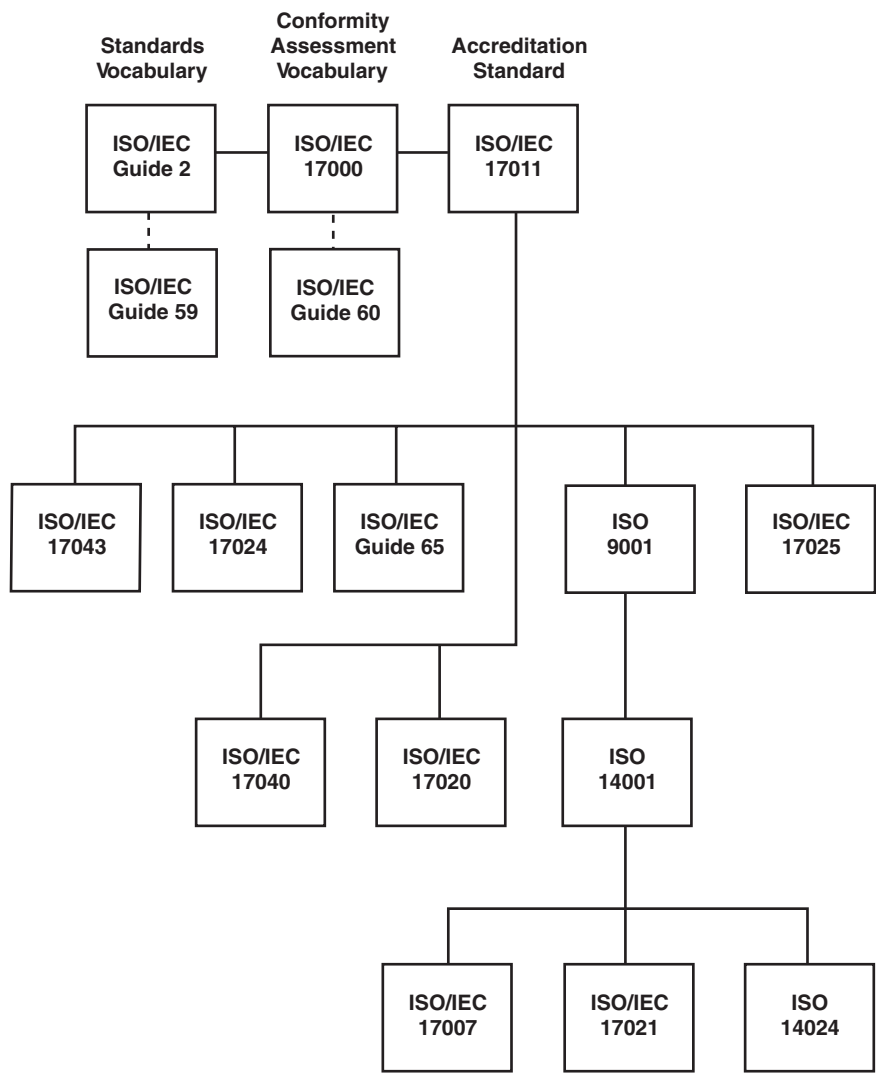 Standards
Vocabulary
Conformity
Assessment
Vocabulary
Accreditation
Standard
ISO/IEC
Guide 2
ISO/IEC
17000
ISO/IEC
17011
ISO/IEC
Guide 59
ISO/IEC
Guide 60
ISO/IEC
17043
ISO/IEC
17024
ISO/IEC
Guide 65
ISO
9001
ISO/IEC
17025
ISO/IEC
17040
ISO/IEC
17020
ISO
14001
ISO/IEC
17007
ISO/IEC
17021
ISO
14024